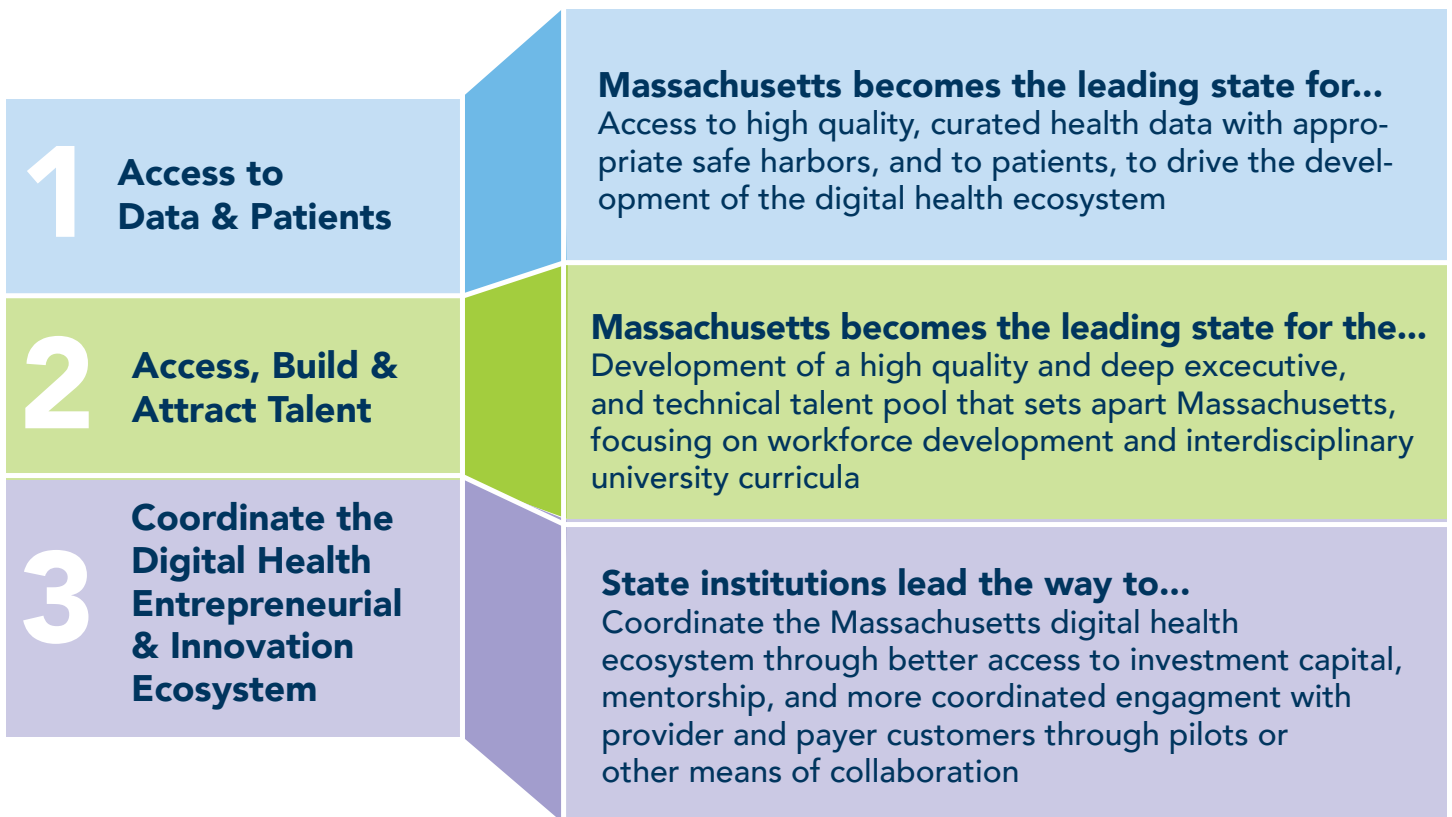 1
Access to
Data & Patients
Massachusetts becomes the leading state for...
Access to high quality, curated health data with appro-
priate safe harbors, and to patients, to drive the devel-
opment of the digital health ecosystem
2
Access, Build &
Attract Talent
Massachusetts becomes the leading state for the...
Development of a high quality and deep excecutive,
and technical talent pool that sets apart Massachusetts,
focusing on workforce development and interdisciplinary
university curricula
3
Coordinate the
Digital Health
Entrepreneurial
& Innovation
Ecosystem
State institutions lead the way to...
Coordinate the Massachusetts digital health
ecosystem through better access to investment capital,
mentorship, and more coordinated engagment with
provider and payer customers through pilots or
other means of collaboration